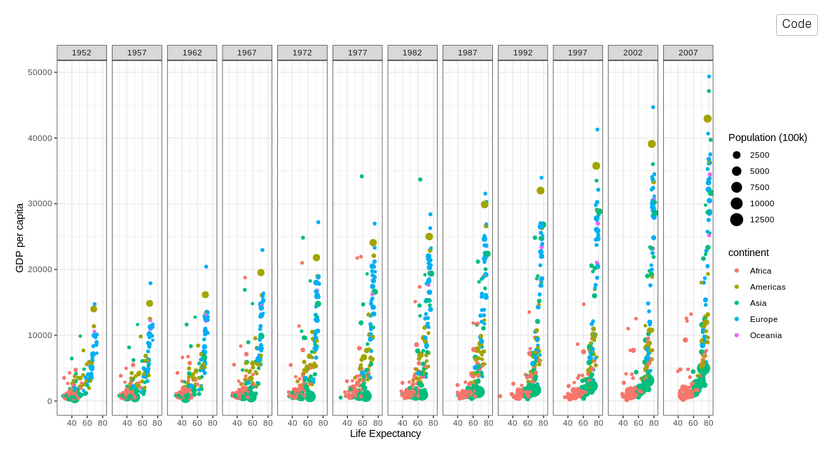 Code
1952 1957 1962 1967 1972 1977 1982 1987 1992 1997 2002 2007
50000
40000
30000
20000
10000
0
GDP per capita
40 60 80 40 60 80 40 60 80 40 60 80 40 60 80 40 60 80 40 60 80 40 60 80 40 60 80 40 60 80 40 60 80 40 60 80
Life Expectancy
Population (100k)
2500
5000
7500
10000
12500
continent
Africa
Americas
Asia
Europe
Oceania